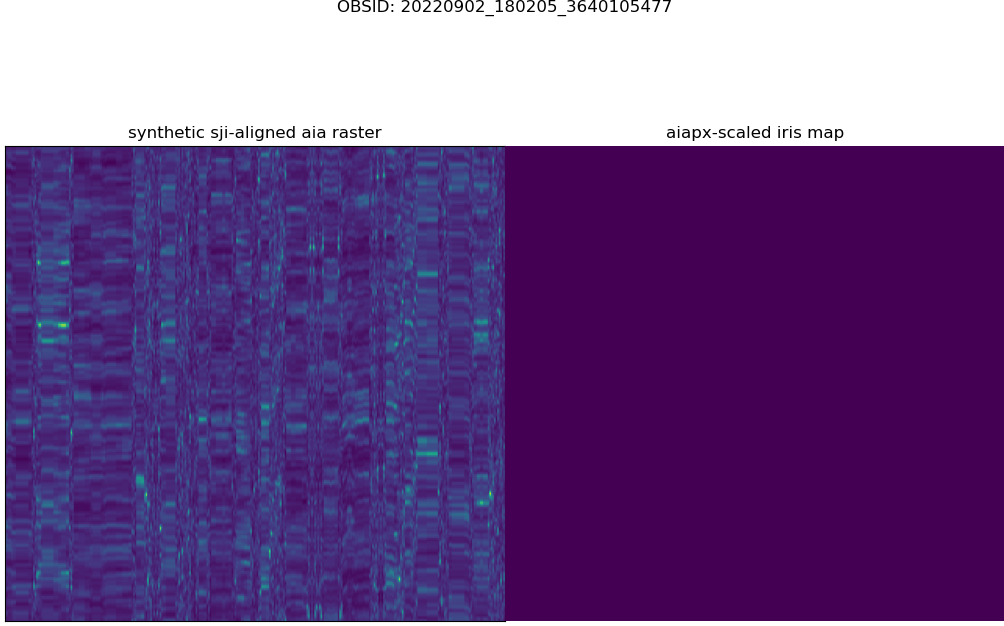 OBSID: 20220902_180205_3640105477
synthetic sji-aligned aia raster
aiapx-scaled iris map